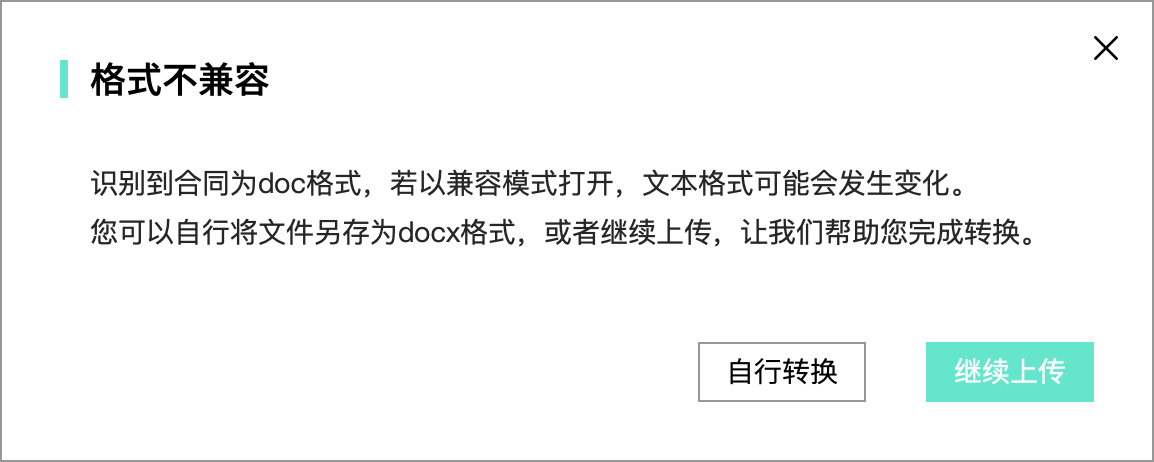 格式不兼容
识别到合同为doc格式，若以兼容模式打开，文本格式可能会发生变化。
您可以自行将文件另存为docx格式，或者继续上传，让我们帮助您完成转换。
自行转换
继续上传